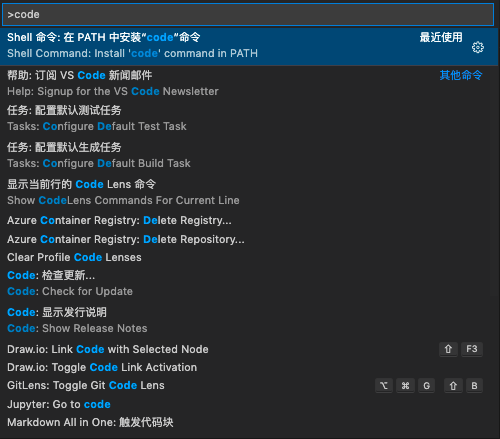 >code
Shell 命令: 在 PATH 中安装“code”命令 最近使用
Shell Command: Install 'code' command in PATH
帮助: 订阅 VS Code 新闻邮件 其他命令
Help: Signup for the VS Code Newsletter
任务: 配置默认测试任务
Tasks: Configure Default Test Task
任务: 配置默认生成任务
Tasks: Configure Default Build Task
显示当前行的 Code Lens 命令
Show CodeLens Commands For Current Line
Azure Container Registry: Delete Registry...
Azure Container Registry: Delete Repository...
Clear Profile Code Lenses
Code: 检查更新...
Code: Check for Update
Code: 显示发行说明
Code: Show Release Notes
Draw.io: Link Code with Selected Node ⇧ F3
Draw.io: Toggle Code Link Activation
GitLens: Toggle Git Code Lens ⌥ ⌘ G ⇧ B
Jupyter: Go to code
Markdown All in One: 触发代码块